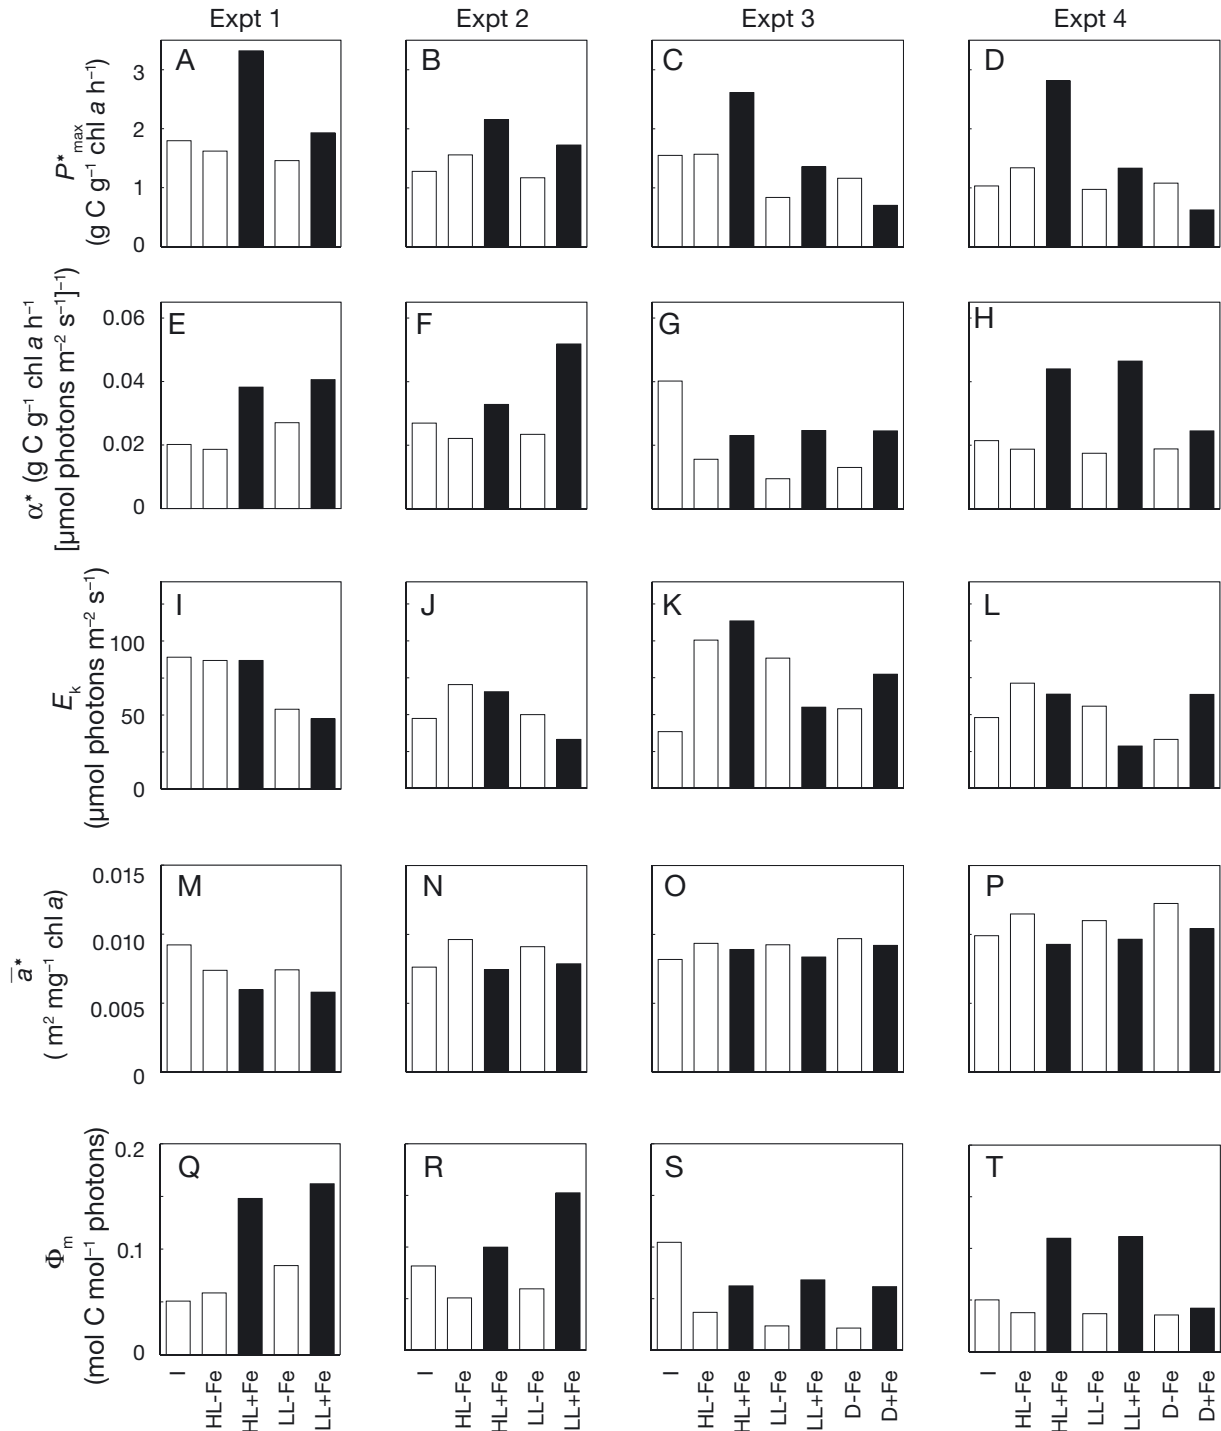 Expt 1 Expt 2 Expt 3 Expt 4
P*max
(g C g⁻¹ chl a h⁻¹)
3
2
1
0
A B C D
α* (g C g⁻¹ chl a h⁻¹
[µmol photons m⁻² s⁻¹]⁻¹)
0.06
0.04
0.02
0
E F G H
Ek
(µmol photons m⁻² s⁻¹)
100
50
0
I J K L
a̅*
( m² mg⁻¹ chl a)
0.015
0.010
0.005
0
M N O P
Φm
(mol C mol⁻¹ photons)
0.2
0.1
0
Q R S T
I HL-Fe HL+Fe LL-Fe LL+Fe I HL-Fe HL+Fe LL-Fe LL+Fe I HL-Fe HL+Fe LL-Fe LL+Fe D-Fe D+Fe I HL-Fe HL+Fe LL-Fe LL+Fe D-Fe D+Fe